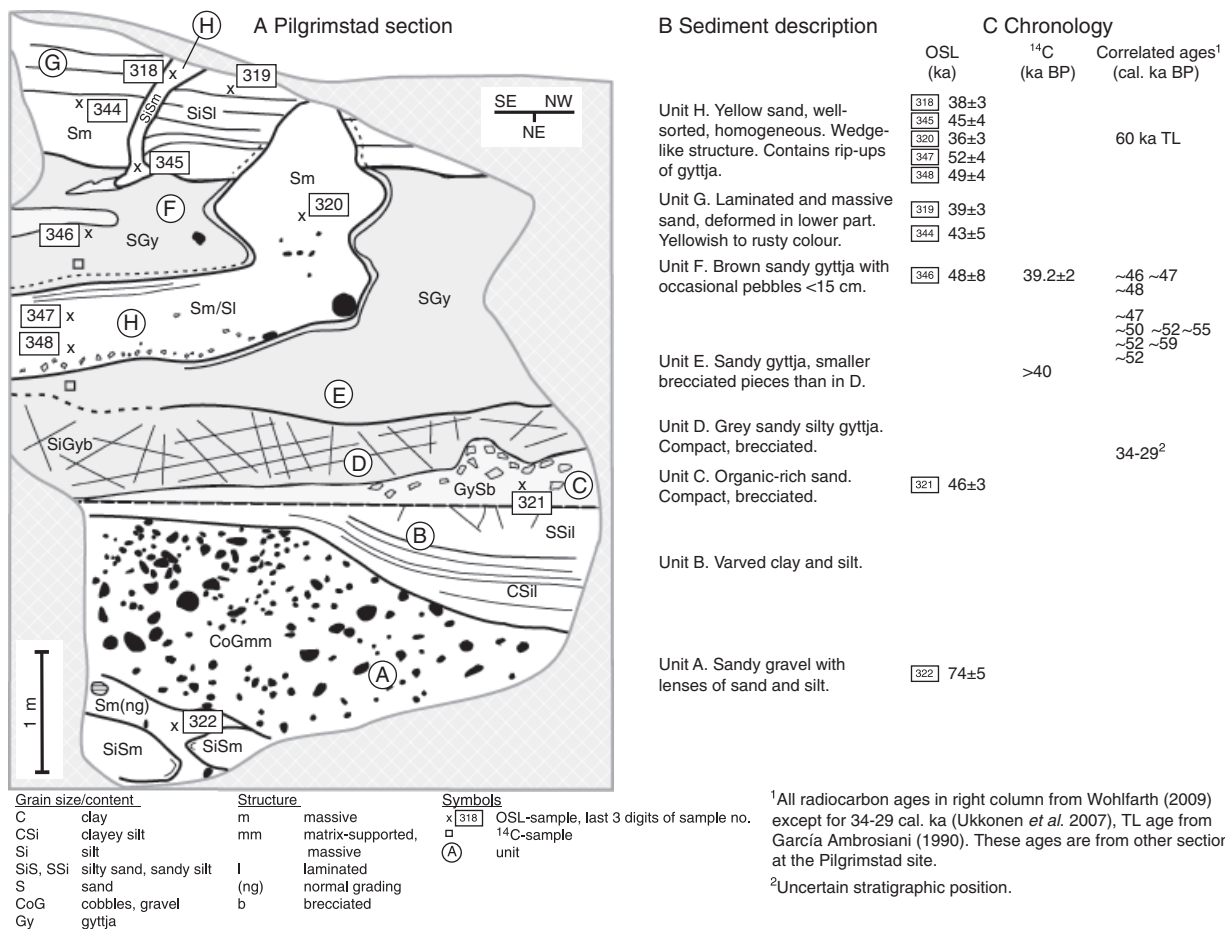 A Pilgrimstad section
H
G
318
x
319
x
SE NW
NE
x
344
SiSm
SiSl
Sm
x
345
Sm
F
x
320
346
x
SGy
SGy
Sm/Sl
347
x
H
348
x
E
SiGyb
D
GySb
x
C
321
B
SSil
CSil
CoGmm
A
Sm(ng)
x
322
SiSm
SiSm
1 m
B Sediment description
Unit H. Yellow sand, well-
sorted, homogeneous. Wedge-
like structure. Contains rip-ups
of gyttja.
Unit G. Laminated and massive
sand, deformed in lower part.
Yellowish to rusty colour.
Unit F. Brown sandy gyttja with
occasional pebbles <15 cm.
Unit E. Sandy gyttja, smaller
brecciated pieces than in D.
Unit D. Grey sandy silty gyttja.
Compact, brecciated.
Unit C. Organic-rich sand.
Compact, brecciated.
Unit B. Varved clay and silt.
Unit A. Sandy gravel with
lenses of sand and silt.
C Chronology
OSL 14C Correlated ages1
(ka) (ka BP) (cal. ka BP)
318 38±3
345 45±4
320 36±3 60 ka TL
347 52±4
348 49±4
319 39±3
344 43±5
346 48±8 39.2±2 ~46 ~47
~48
~47
~50 ~52~55
~52 ~59
~52
>40
34-292
321 46±3
322 74±5
Grain size/content
C clay
CSi clayey silt
Si silt
SiS, SSi silty sand, sandy silt
S sand
CoG cobbles, gravel
Gy gyttja
Structure
m massive
mm matrix-supported,
massive
l laminated
(ng) normal grading
b brecciated
Symbols
x 318 OSL-sample, last 3 digits of sample no.
14C-sample
A unit
1All radiocarbon ages in right column from Wohlfarth (2009)
except for 34-29 cal. ka (Ukkonen et al. 2007), TL age from
García Ambrosiani (1990). These ages are from other section
at the Pilgrimstad site.
2Uncertain stratigraphic position.